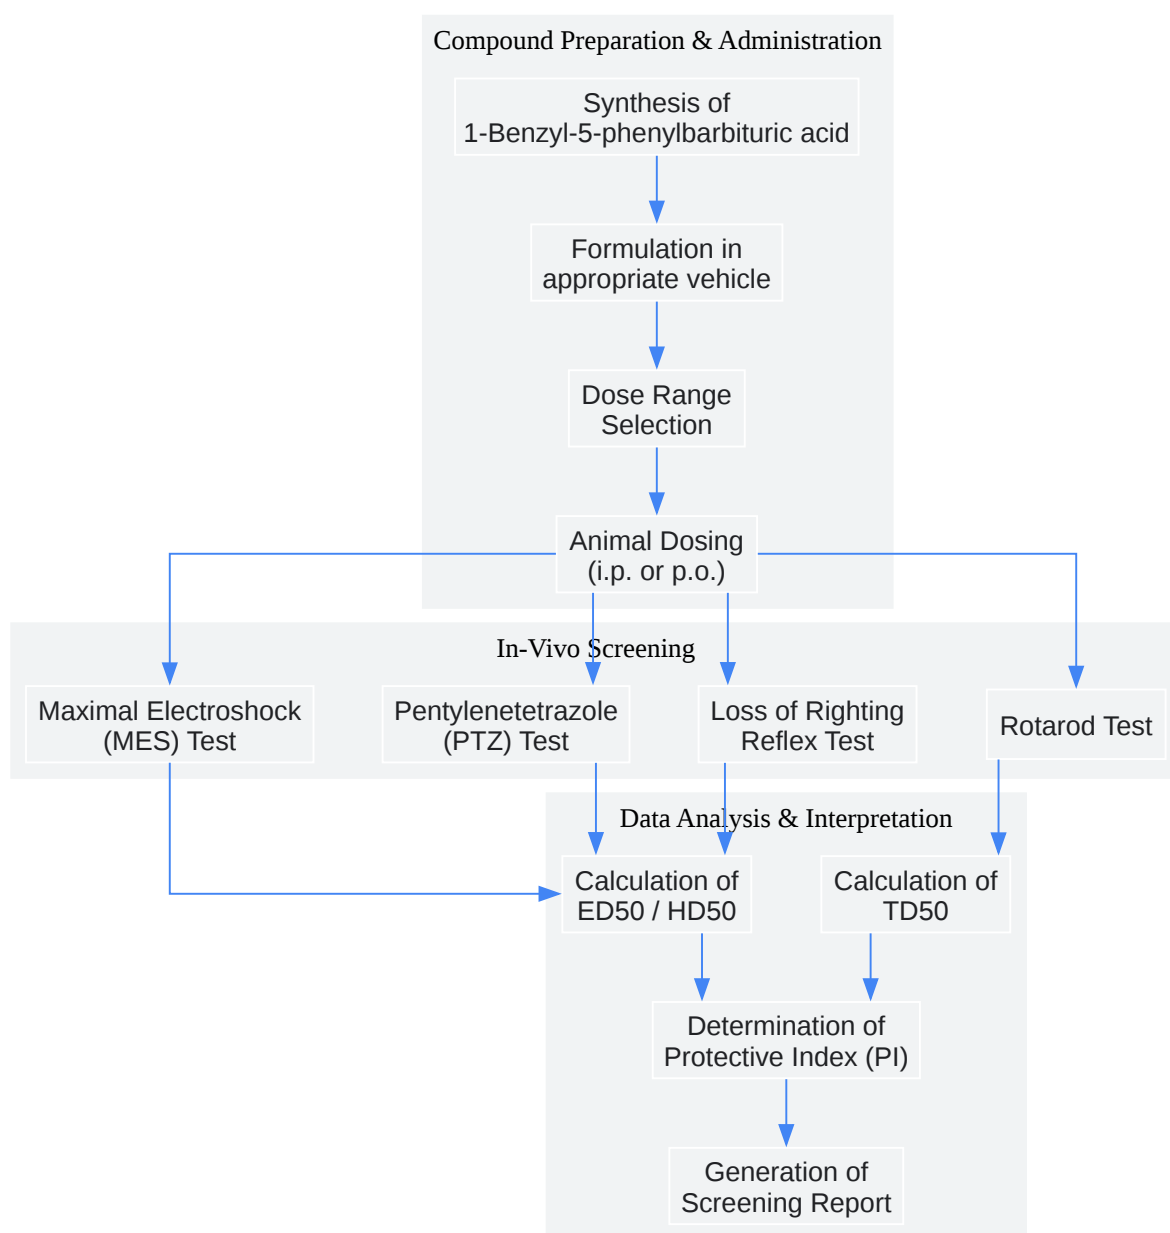 Compound Preparation & Administration
Synthesis of
1-Benzyl-5-phenylbarbituric acid
Formulation in
appropriate vehicle
Dose Range
Selection
Animal Dosing
(i.p. or p.o.)
In-Vivo Screening
Maximal Electroshock
(MES) Test
Pentylenetetrazole
(PTZ) Test
Loss of Righting
Reflex Test
Rotarod Test
Data Analysis & Interpretation
Calculation of
ED50 / HD50
Calculation of
TD50
Determination of
Protective Index (PI)
Generation of
Screening Report